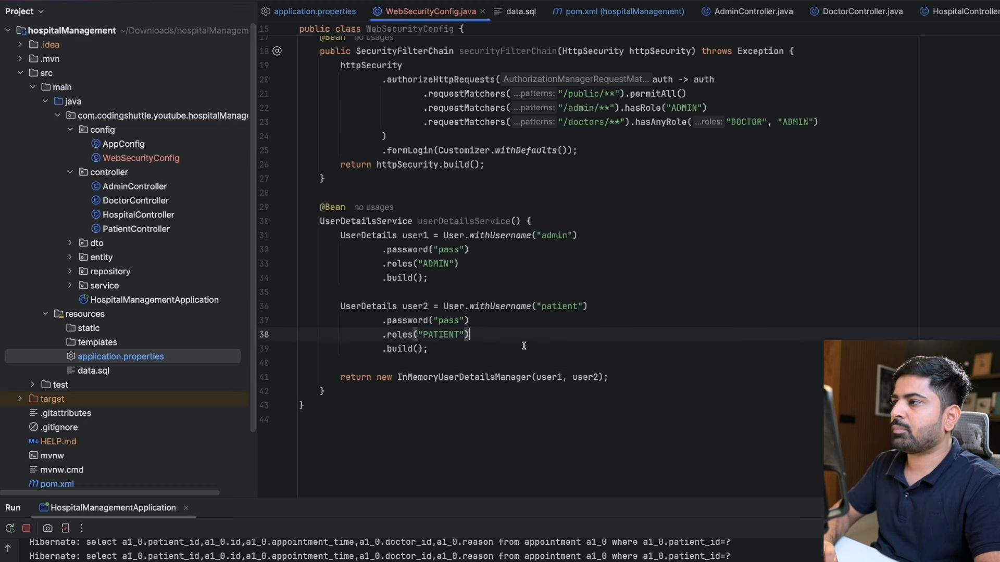 Project
application.properties
WebSecurityConfig.java
data.sql
pom.xml (hospitalManagement)
AdminController.java
DoctorController.java
HospitalController
hospitalManagement ~/Downloads/hospitalManagem
.idea
.mvn
src
main
java
com.codingshuttle.youtube.hospitalManage
config
AppConfig
WebSecurityConfig
controller
AdminController
DoctorController
HospitalController
PatientController
dto
entity
repository
service
HospitalManagementApplication
resources
static
templates
application.properties
data.sql
test
target
.gitattributes
.gitignore
HELP.md
mvnw
mvnw.cmd
pom.xml
15 public class WebSecurityConfig {
17 @Bean no usages
18 public SecurityFilterChain securityFilterChain(HttpSecurity httpSecurity) throws Exception {
19 httpSecurity
20 .authorizeHttpRequests( AuthorizationManagerRequestMat... auth -> auth
21 .requestMatchers( ...patterns: "/public/**").permitAll()
22 .requestMatchers( ...patterns: "/admin/**").hasRole("ADMIN")
23 .requestMatchers( ...patterns: "/doctors/**").hasAnyRole( ...roles: "DOCTOR", "ADMIN")
24 )
25 .formLogin(Customizer.withDefaults());
26 return httpSecurity.build();
27 }
28
29 @Bean no usages
30 UserDetailsService userDetailsService() {
31 UserDetails user1 = User.withUsername("admin")
32 .password("pass")
33 .roles("ADMIN")
34 .build();
35
36 UserDetails user2 = User.withUsername("patient")
37 .password("pass")
38 .roles("PATIENT")
39 .build();
40
41 return new InMemoryUserDetailsManager(user1, user2);
42 }
43 }
44
Run HospitalManagementApplication
Hibernate: select a1_0.patient_id,a1_0.id,a1_0.appointment_time,a1_0.doctor_id,a1_0.reason from appointment a1_0 where a1_0.patient_id=?
Hibernate: select a1_0.patient_id,a1_0.id,a1_0.appointment_time,a1_0.doctor_id,a1_0.reason from appointment a1_0 where a1_0.patient_id=?